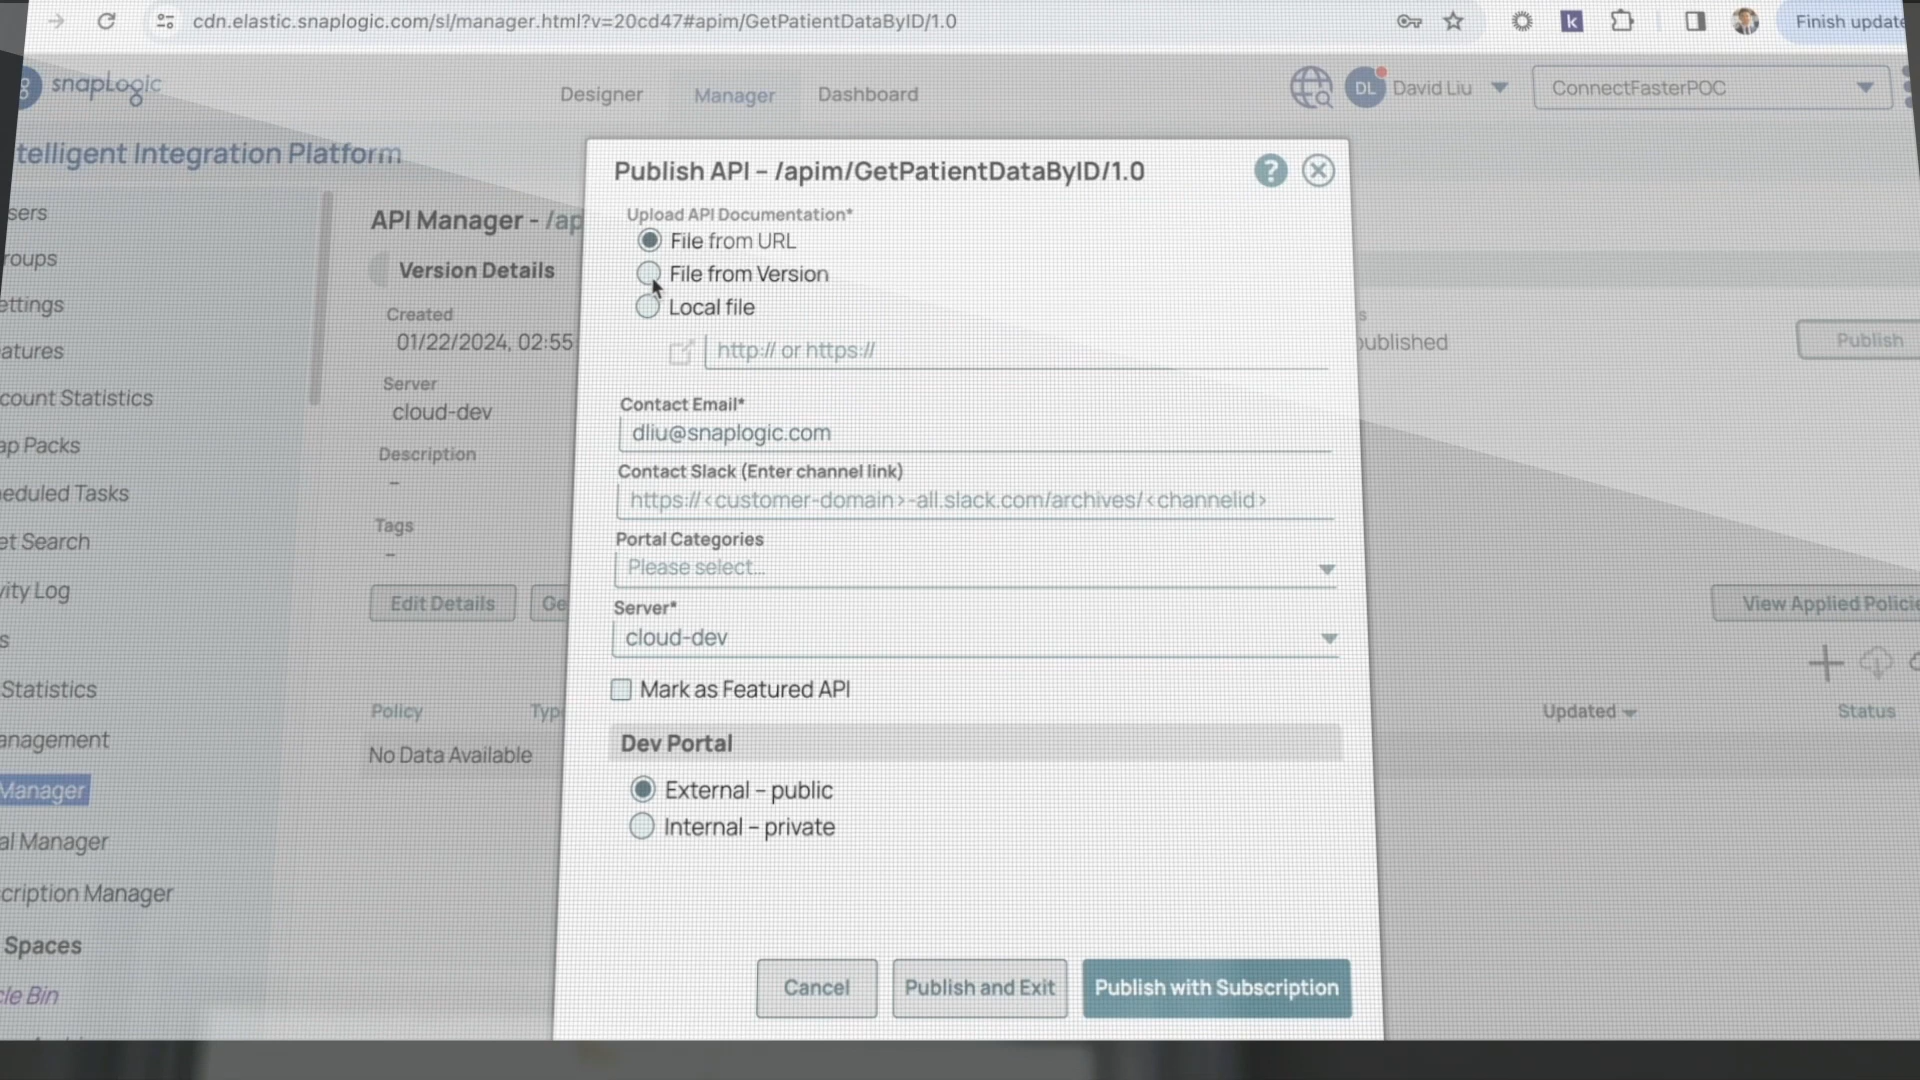 cdn.elastic.snaplogic.com/sl/manager.html?v=20cd47#apim/GetPatientDataByID/1.0
k
Finish update
snapLogic
Designer
Manager
Dashboard
DL
David Liu
ConnectFasterPOC
telligent Integration Platform
Publish API – /apim/GetPatientDataByID/1.0
?
sers
roups
ettings
atures
count Statistics
ap Packs
eduled Tasks
et Search
vity Log
s
Statistics
anagement
Manager
al Manager
cription Manager
Spaces
cle Bin
API Manager - /ap
Version Details
Created
01/22/2024, 02:55
Server
cloud-dev
Description
–
Tags
–
Edit Details
Ge
Policy
Typ
No Data Available
Upload API Documentation*
File from URL
File from Version
Local file
http:// or https://
Contact Email*
dliu@snaplogic.com
Contact Slack (Enter channel link)
https://<customer-domain>-all.slack.com/archives/<channelid>
Portal Categories
Please select...
Server*
cloud-dev
Mark as Featured API
Dev Portal
External – public
Internal – private
Cancel
Publish and Exit
Publish with Subscription
s
published
Publish
View Applied Policie
Updated
Status